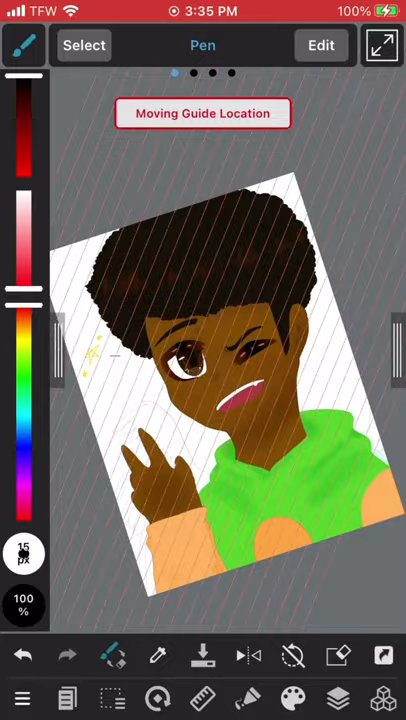 TFW 3:35 PM 100%
Select Pen Edit
Moving Guide Location
15
px
100
%